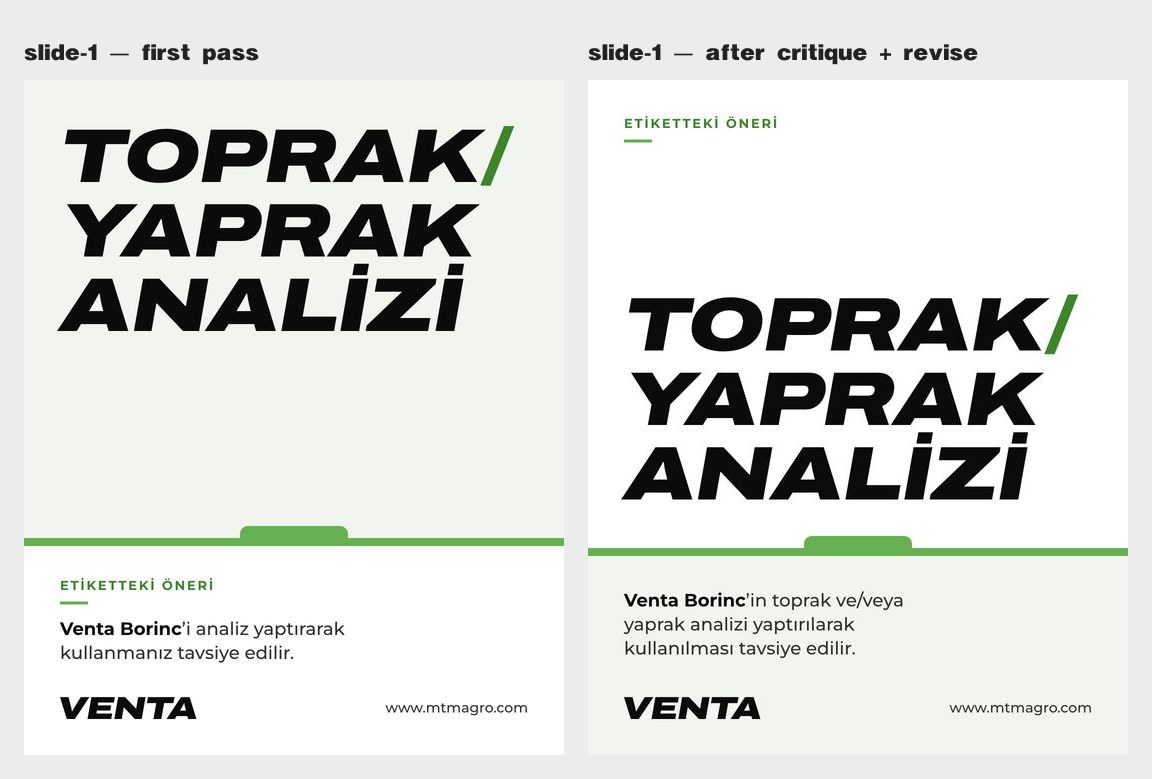 slide-1 — first pass
TOPRAK/
YAPRAK
ANALİZİ
ETİKETTEKİ ÖNERİ
Venta Borinc’i analiz yaptırarak
kullanmanız tavsiye edilir.
VENTA
www.mtmagro.com
slide-1 — after critique + revise
ETİKETTEKİ ÖNERİ
TOPRAK/
YAPRAK
ANALİZİ
Venta Borinc’in toprak ve/veya
yaprak analizi yaptırılarak
kullanılması tavsiye edilir.
VENTA
www.mtmagro.com